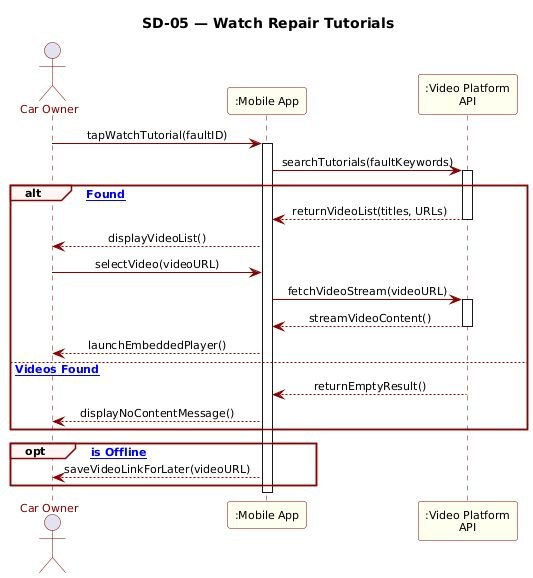 SD-05 — Watch Repair Tutorials
Car Owner
:Mobile App
:Video Platform
API
tapWatchTutorial(faultID)
searchTutorials(faultKeywords)
alt
Found
returnVideoList(titles, URLs)
displayVideoList()
selectVideo(videoURL)
fetchVideoStream(videoURL)
streamVideoContent()
launchEmbeddedPlayer()
Videos Found
returnEmptyResult()
displayNoContentMessage()
opt
is Offline
saveVideoLinkForLater(videoURL)
Car Owner
:Mobile App
:Video Platform
API